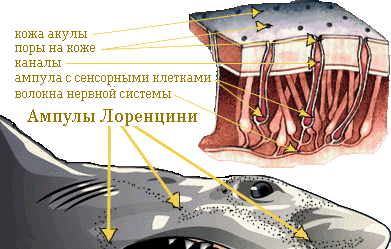 кожа акулы
поры на коже
каналы
ампула с сенсорными клетками
волокна нервной системы
Ампулы Лоренцини